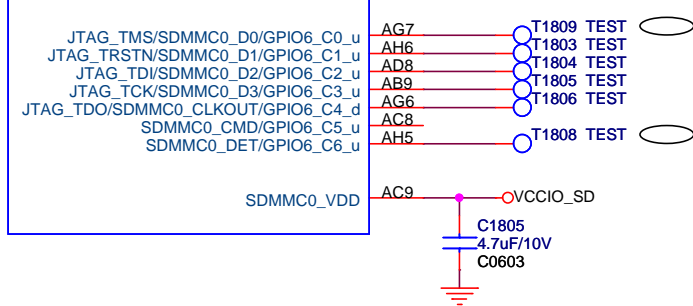 JTAG_TMS/SDMMC0_D0/GPIO6_C0_u AG7 T1809 TEST
JTAG_TRSTN/SDMMC0_D1/GPIO6_C1_u AH6 T1803 TEST
JTAG_TDI/SDMMC0_D2/GPIO6_C2_u AD8 T1804 TEST
JTAG_TCK/SDMMC0_D3/GPIO6_C3_u AB9 T1805 TEST
JTAG_TDO/SDMMC0_CLKOUT/GPIO6_C4_d AG6 T1806 TEST
SDMMC0_CMD/GPIO6_C5_u AC8
SDMMC0_DET/GPIO6_C6_u AH5 T1808 TEST
SDMMC0_VDD AC9 VCCIO_SD
C1805
4.7uF/10V
C0603